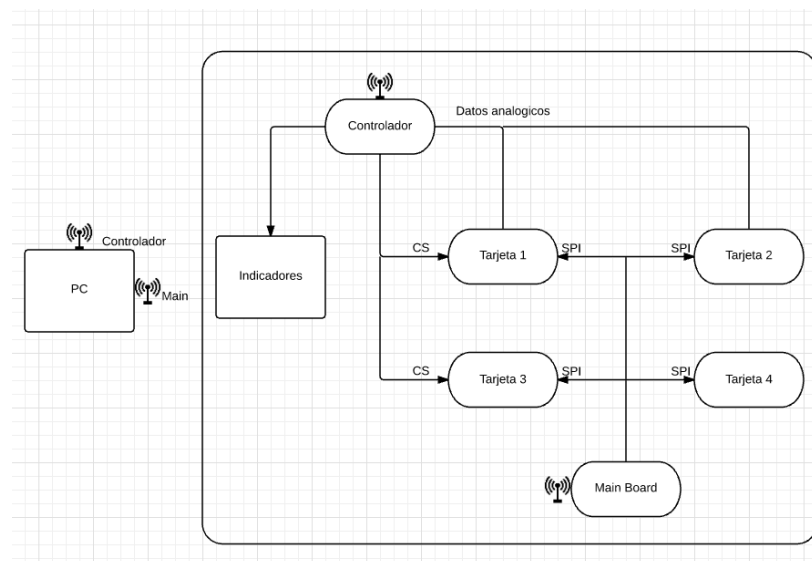 Controlador
Datos analogicos
Controlador
PC
Main
Indicadores
CS
Tarjeta 1
SPI
SPI
Tarjeta 2
CS
Tarjeta 3
SPI
SPI
Tarjeta 4
Main Board